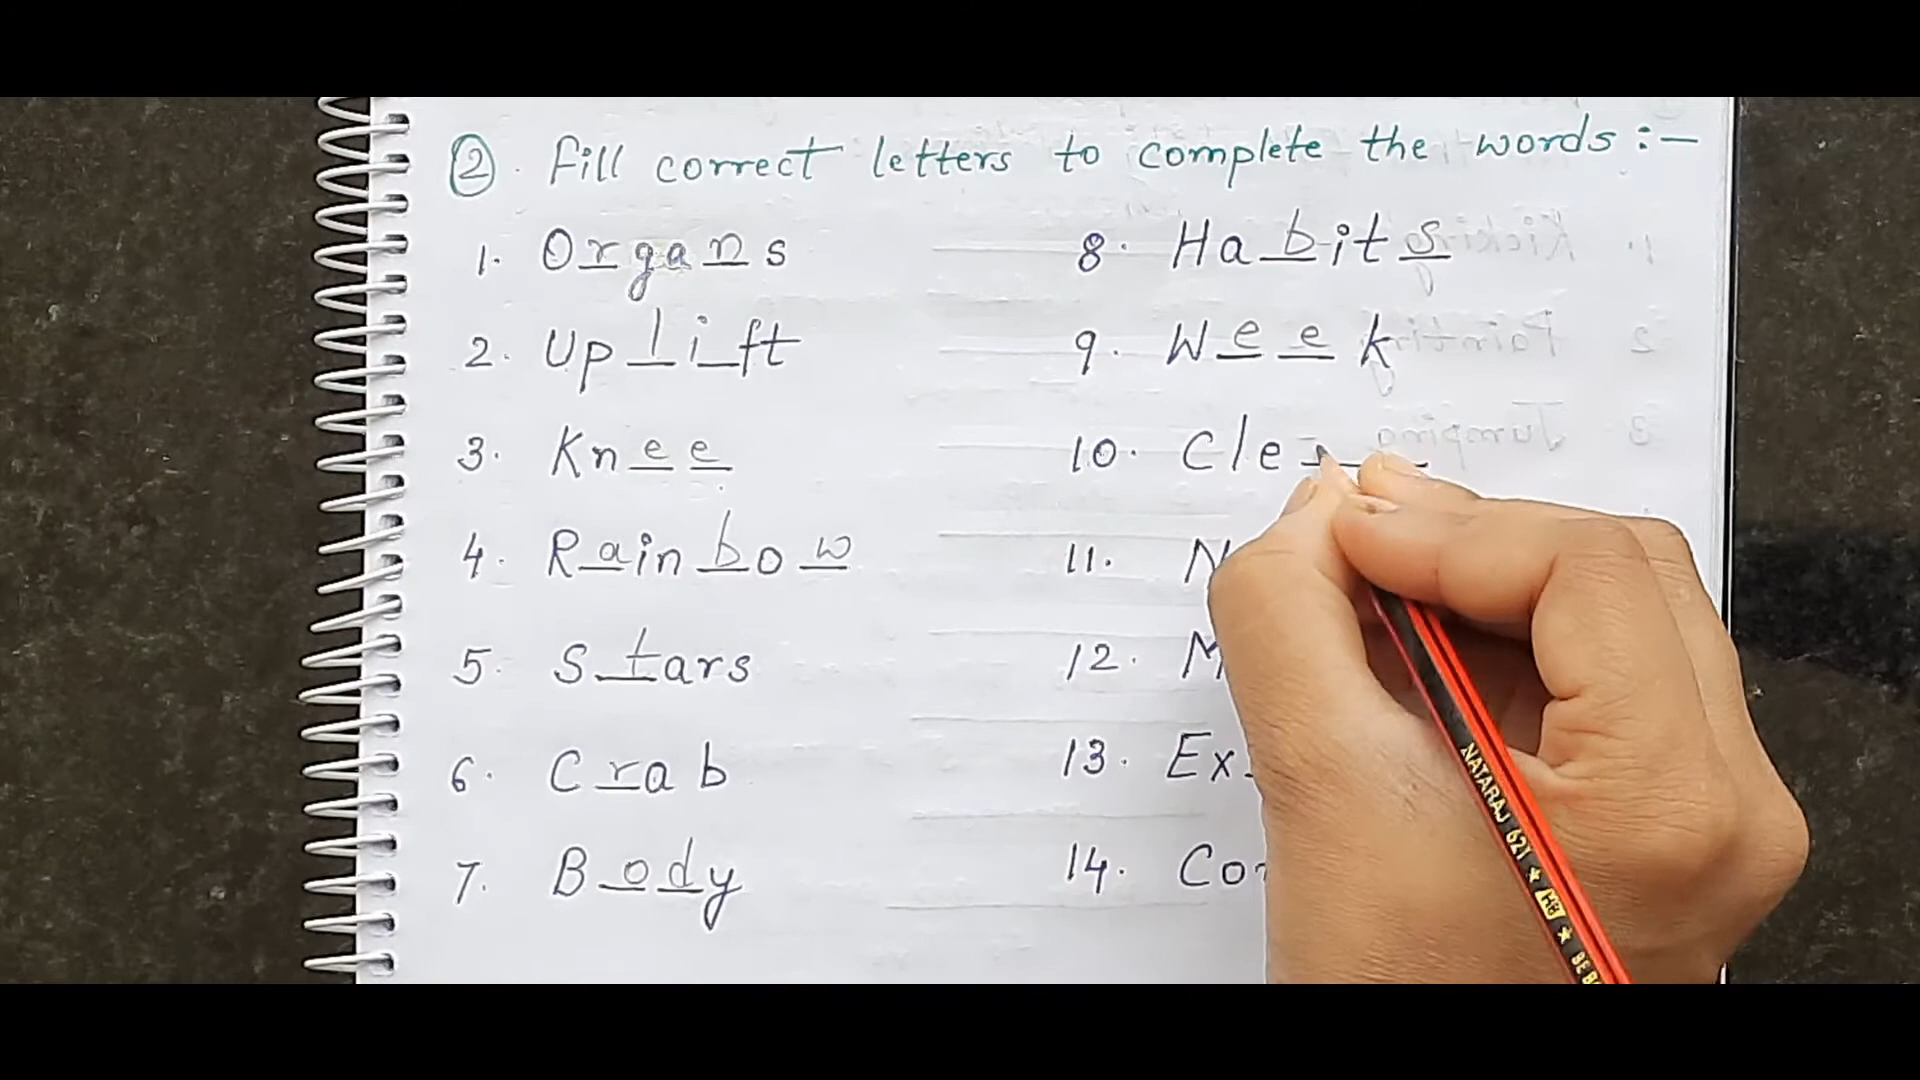 2. Fill correct letters to complete the words :-
1. Organs
2. Uplift
3. Knee
4. Rainbow
5. Stars
6. Crab
7. Body
8. Habits
9. Week
10. Cle
11. N
12. M
13. Ex
14. Co
NATARAJ 621 ★ HB ★